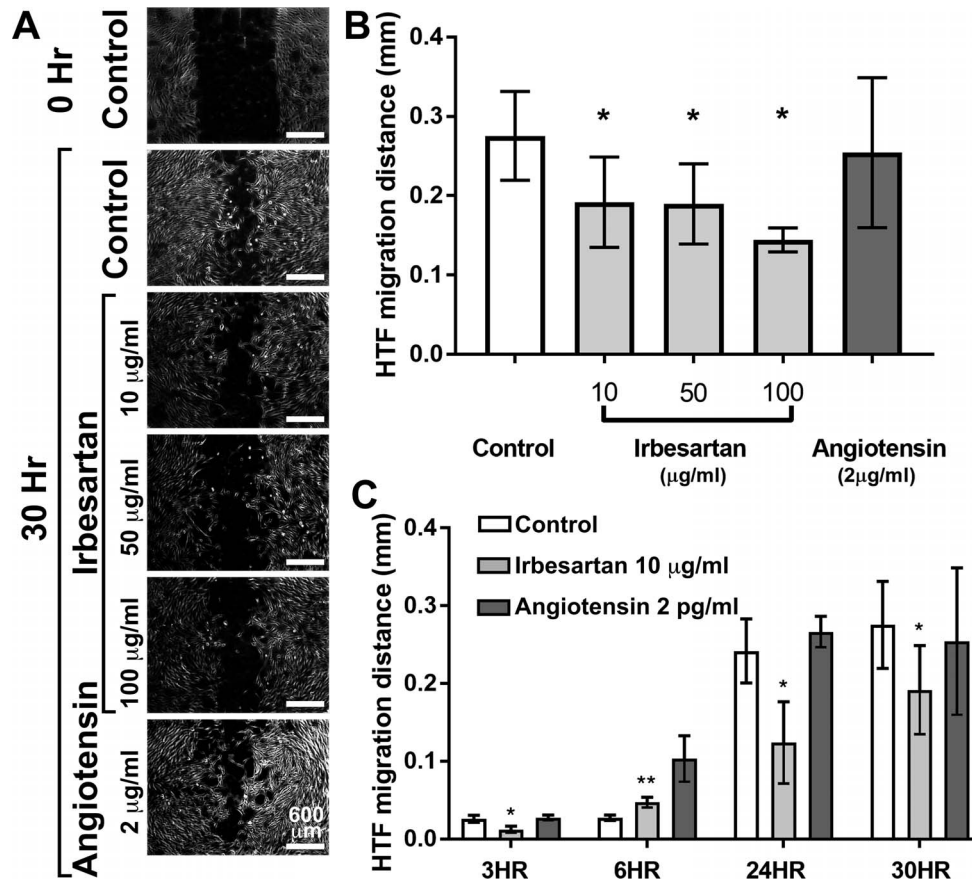 A
0 Hr
Control
30 Hr
Control
Irbesartan
10 μg/ml
50 μg/ml
100 μg/ml
Angiotensin
2 μg/ml
600
μm
B
HTF migration distance (mm)
0.4
0.3
0.2
0.1
0.0
* * *
10 50 100
Control Irbesartan Angiotensin
(μg/ml) (2μg/ml)
C
HTF migration distance (mm)
0.4
0.3
0.2
0.1
0.0
Control
Irbesartan 10 μg/ml
Angiotensin 2 pg/ml
* ** * *
3HR 6HR 24HR 30HR